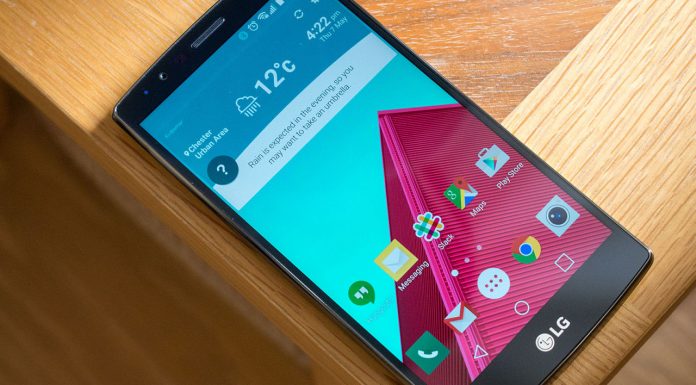 4:22 pm
Thu 7 May
12°c
Chester
Urban Area
Rain is expected in the evening, so you
may want to take an umbrella.
?
Play Store
Maps
Slack
Messaging
LG